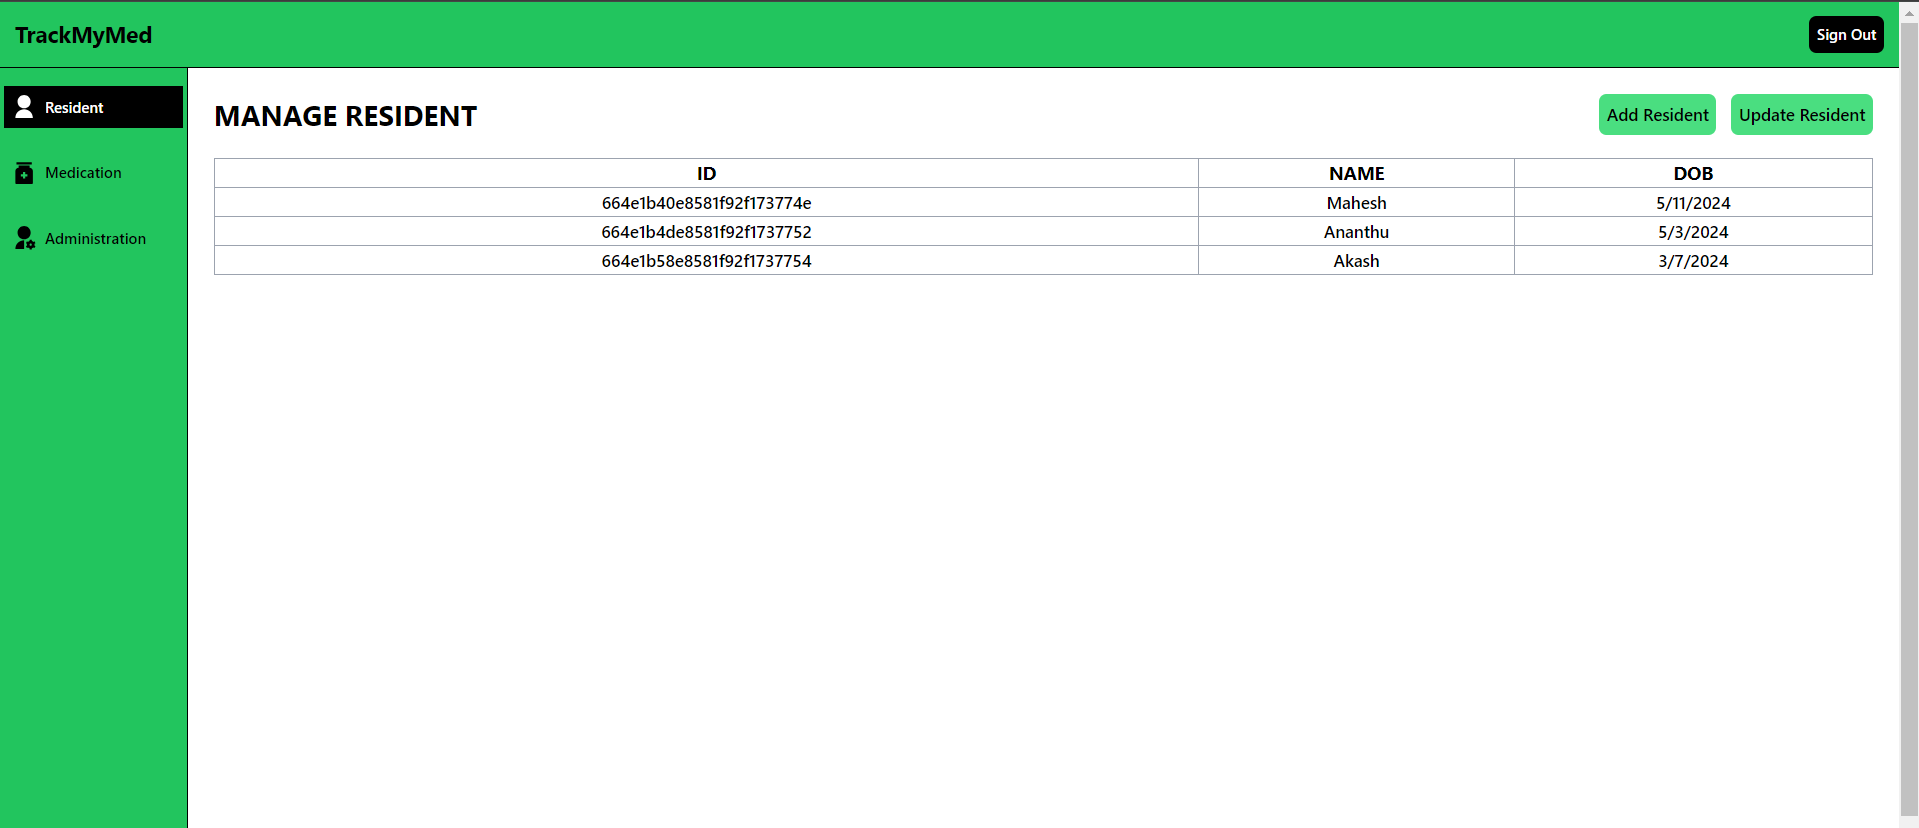 TrackMyMed
Sign Out
Resident
Medication
Administration
MANAGE RESIDENT
Add Resident
Update Resident
ID NAME DOB
664e1b40e8581f92f173774e Mahesh 5/11/2024
664e1b4de8581f92f1737752 Ananthu 5/3/2024
664e1b58e8581f92f1737754 Akash 3/7/2024